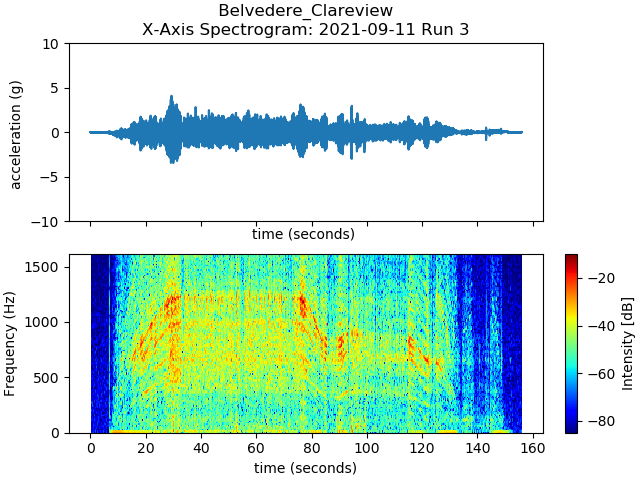 Belvedere_Clareview
X-Axis Spectrogram: 2021-09-11 Run 3
10
5
0
−5
−10
acceleration (g)
time (seconds)
1500
1000
500
0
Frequency (Hz)
0 20 40 60 80 100 120 140 160
time (seconds)
−20
−40
−60
−80
Intensity [dB]